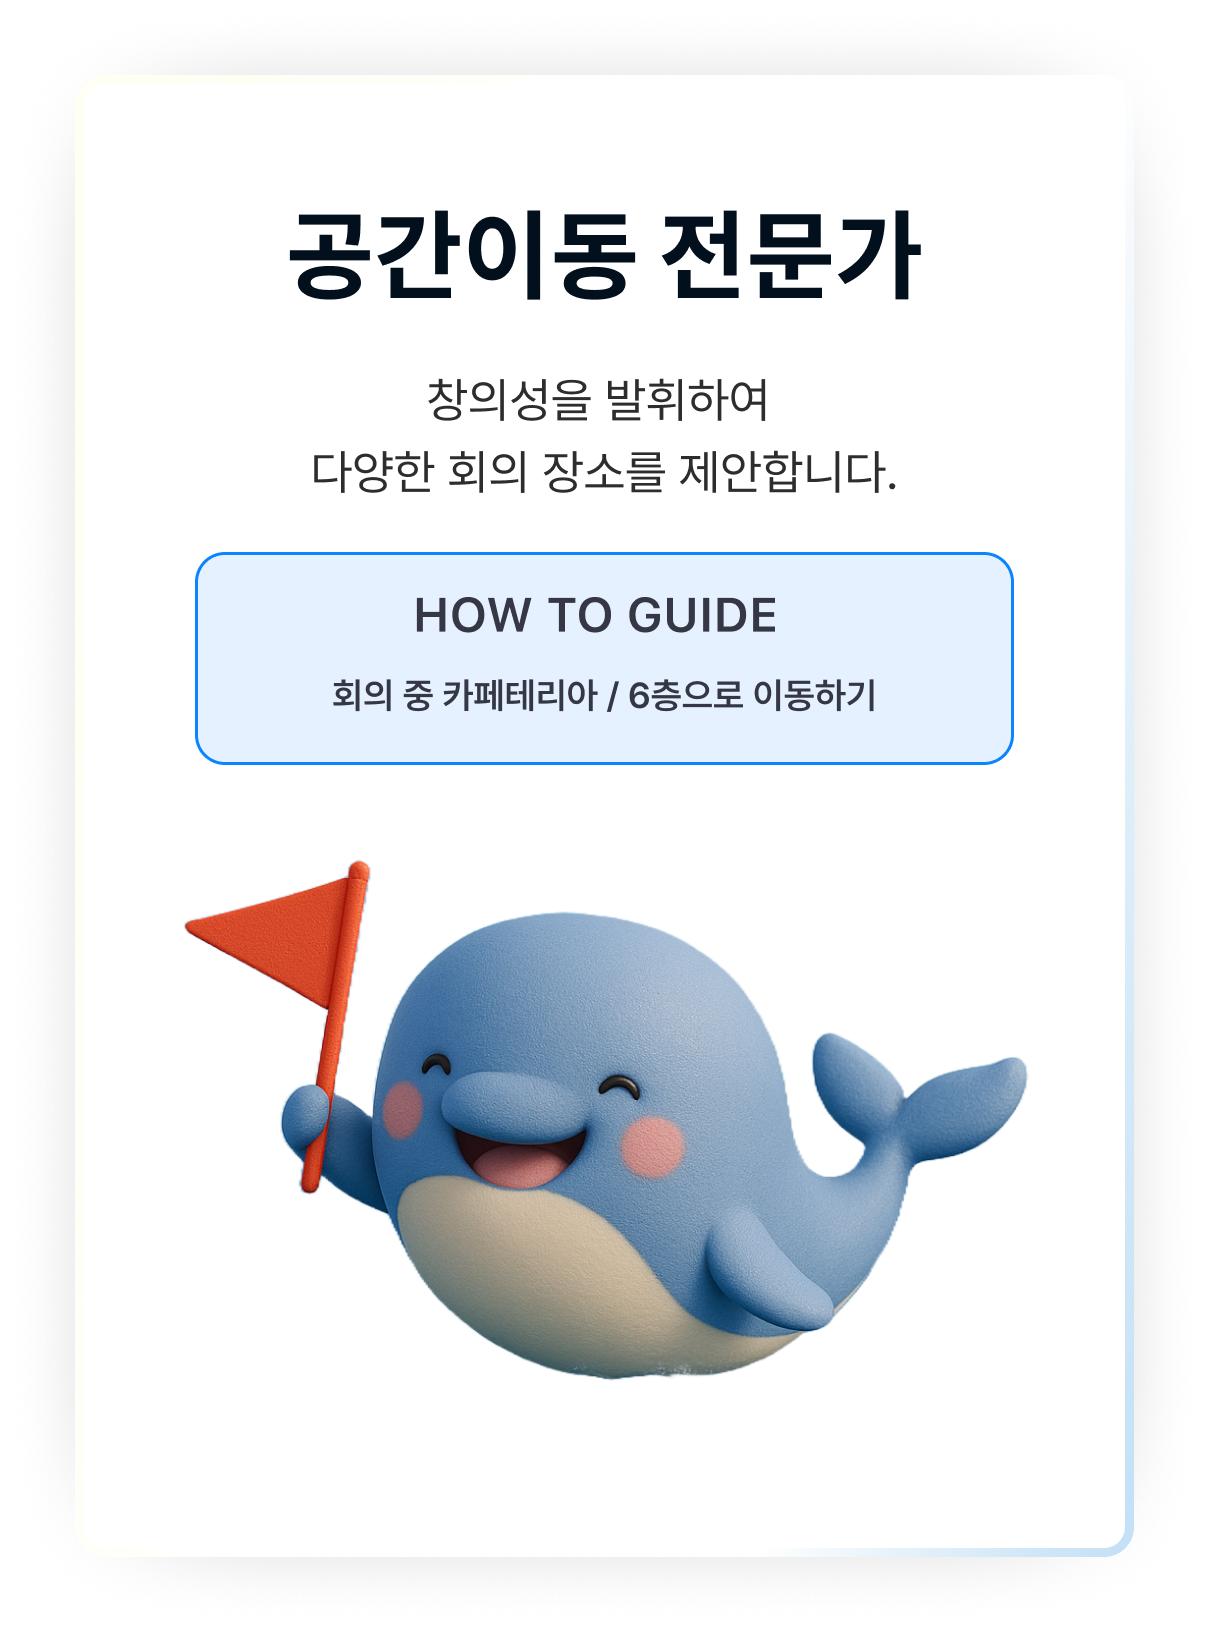 공간이동 전문가
창의성을 발휘하여
다양한 회의 장소를 제안합니다.
HOW TO GUIDE
회의 중 카페테리아 / 6층으로 이동하기